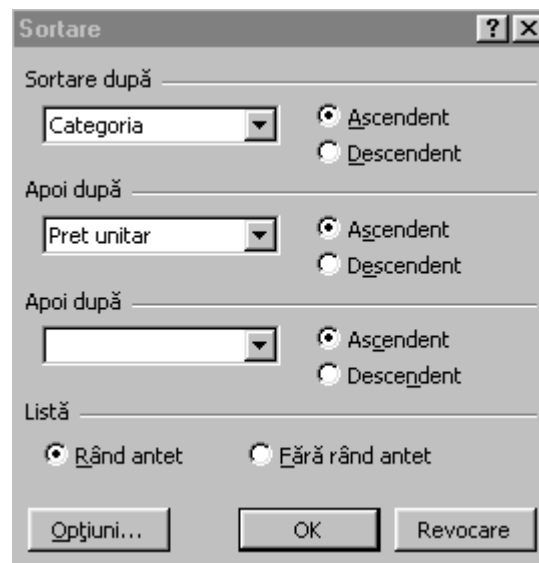 Sortare
Sortare după
Categoria
Ascendent
Descendent
Apoi după
Pret unitar
Ascendent
Descendent
Apoi după
Ascendent
Descendent
Listă
Rând antet Fără rând antet
Opţiuni... OK Revocare